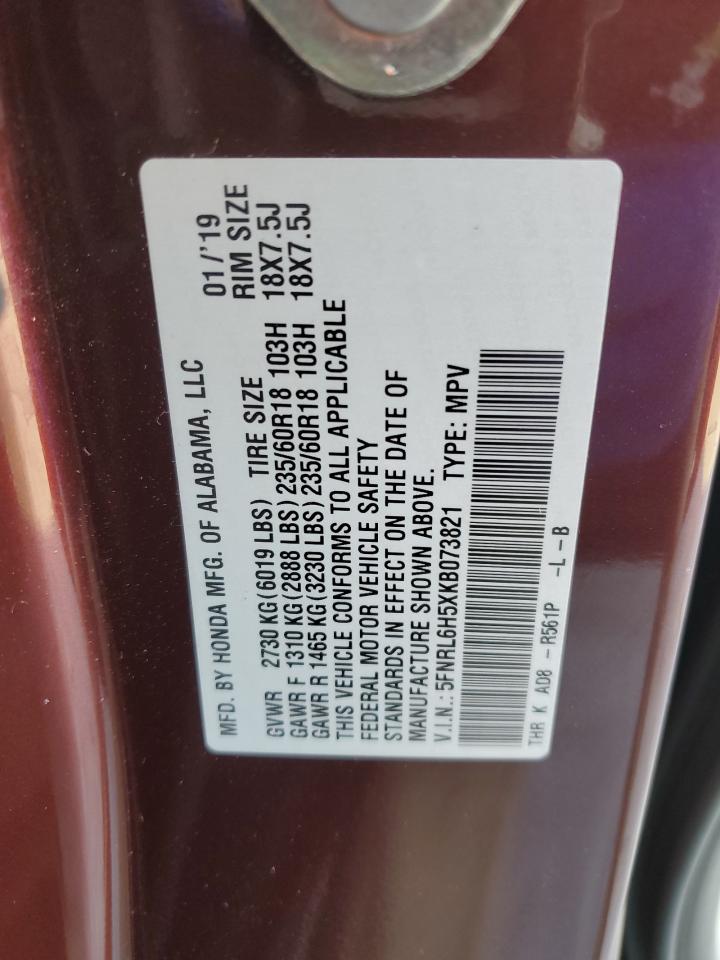 MFD. BY HONDA MFG. OF ALABAMA, LLC 01/'19
GVWR 2730 KG(6019 LBS) TIRE SIZE RIM SIZE
GAWR F 1310 KG(2888 LBS) 235/60R18 103H 18X7.5J
GAWR R 1465 KG(3230 LBS) 235/60R18 103H 18X7.5J
THIS VEHICLE CONFORMS TO ALL APPLICABLE
FEDERAL MOTOR VEHICLE SAFETY
STANDARDS IN EFFECT ON THE DATE OF
MANUFACTURE SHOWN ABOVE.
V.I.N.: 5FNRL6H5XKB073821 TYPE: MPV
THR K AD8 -R561P -L -B